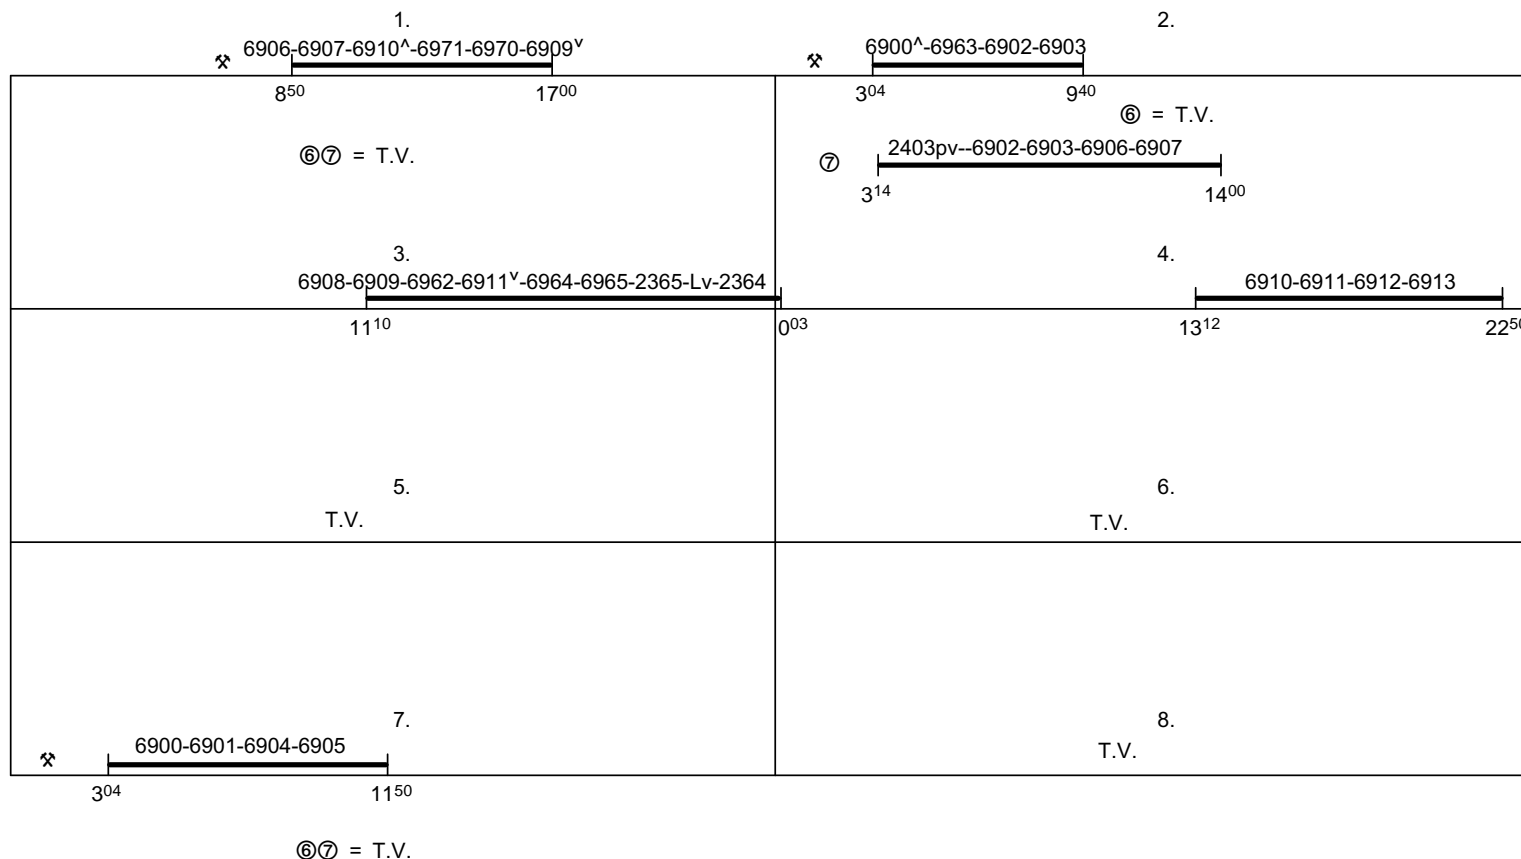 1.
⚒ 6906-6907-6910^-6971-6970-6909ᵛ
8⁵⁰ 17⁰⁰
⑥⑦ = T.V.
2.
⚒ 6900^-6963-6902-6903
3⁰⁴ 9⁴⁰
⑥ = T.V.
⑦ 2403pv--6902-6903-6906-6907
3¹⁴ 14⁰⁰
3.
6908-6909-6962-6911ᵛ-6964-6965-2365-Lv-2364
11¹⁰ 0⁰³
4.
6910-6911-6912-6913
13¹² 22⁵⁰
5.
T.V.
6.
T.V.
7.
⚒ 6900-6901-6904-6905
3⁰⁴ 11⁵⁰
⑥⑦ = T.V.
8.
T.V.